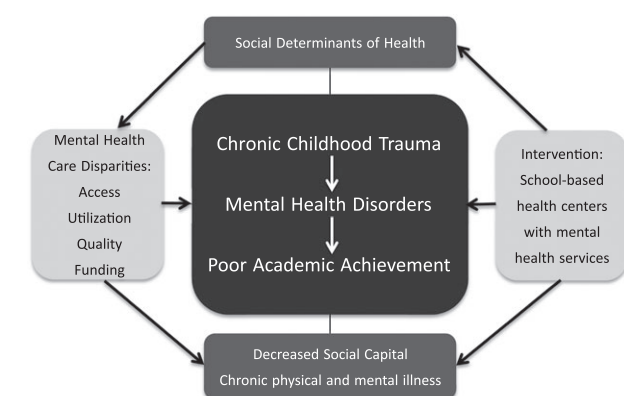 Social Determinants of Health
Mental Health
Care Disparities:
Access
Utilization
Quality
Funding
Chronic Childhood Trauma
Mental Health Disorders
Poor Academic Achievement
Intervention:
School-based
health centers
with mental
health services
Decreased Social Capital
Chronic physical and mental illness